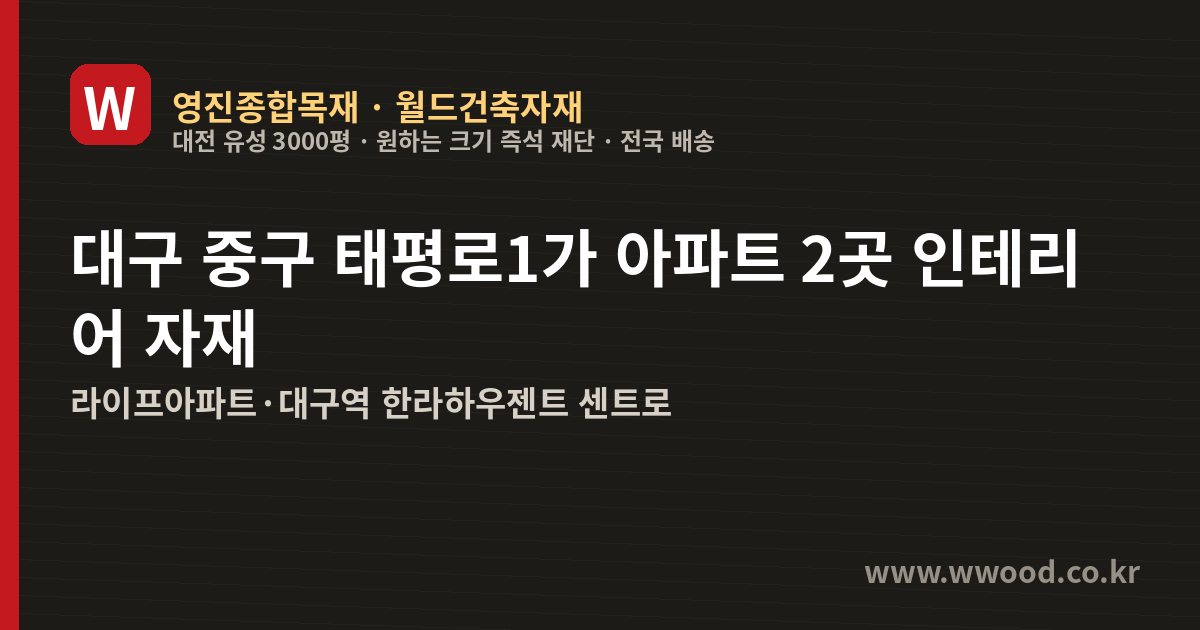 W
영진종합목재 · 월드건축자재
대전 유성 3000평 · 원하는 크기 즉석 재단 · 전국 배송
대구 중구 태평로1가 아파트 2곳 인테리
어 자재
라이프아파트·대구역 한라하우젠트 센트로
www.wwood.co.kr